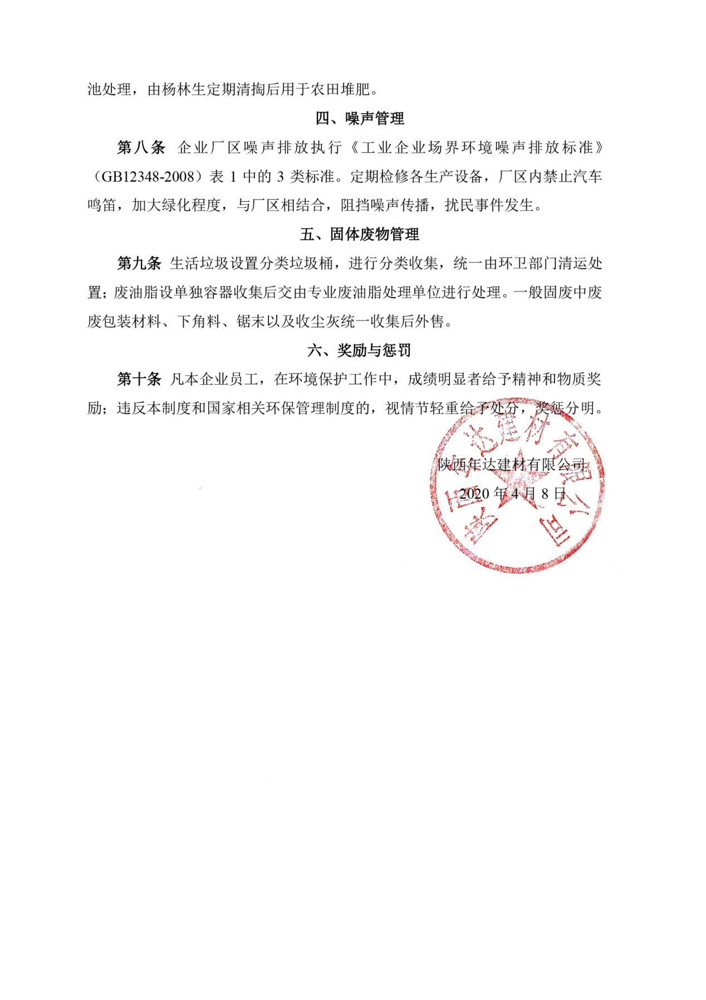 池处理，由杨林生定期清掏后用于农田堆肥。
四、噪声管理
第八条 企业厂区噪声排放执行《工业企业场界环境噪声排放标准》
（GB12348-2008）表 1 中的 3 类标准。定期检修各生产设备，厂区内禁止汽车
鸣笛，加大绿化程度，与厂区相结合，阻挡噪声传播，扰民事件发生。
五、固体废物管理
第九条 生活垃圾设置分类垃圾桶，进行分类收集，统一由环卫部门清运处
置；废油脂设单独容器收集后交由专业废油脂处理单位进行处理。一般固废中废
废包装材料、下角料、锯末以及收尘灰统一收集后外售。
六、奖励与惩罚
第十条 凡本企业员工，在环境保护工作中，成绩明显者给予精神和物质奖
励；违反本制度和国家相关环保管理制度的，视情节轻重给予处分，奖惩分明。
陕西年达建材有限公司
2020 年 4 月 8 日
陕西年达建材有限公司